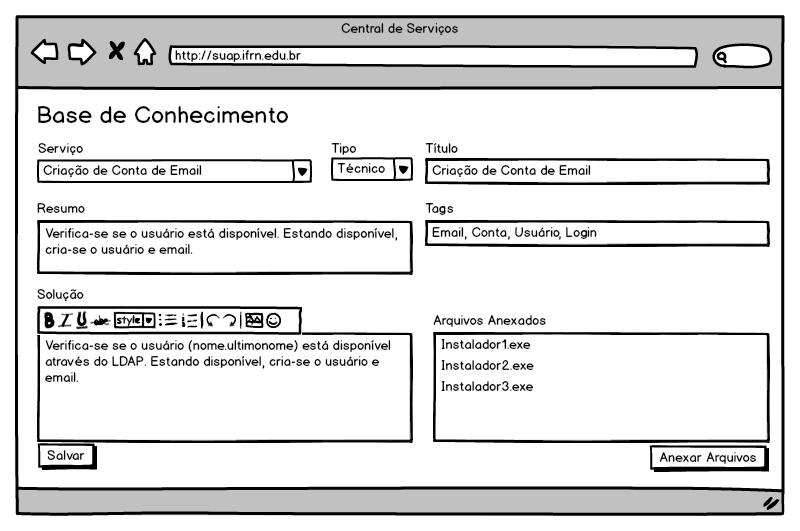 Central de Serviços
http://suap.ifrn.edu.br
Base de Conhecimento
Serviço
Criação de Conta de Email
Tipo
Técnico
Título
Criação de Conta de Email
Resumo
Verifica-se se o usuário está disponível. Estando disponível,
cria-se o usuário e email.
Tags
Email, Conta, Usuário, Login
Solução
B I U abc style
Verifica-se se o usuário (nome.ultimonome) está disponível
através do LDAP. Estando disponível, cria-se o usuário e
email.
Arquivos Anexados
Instalador1.exe
Instalador2.exe
Instalador3.exe
Salvar
Anexar Arquivos